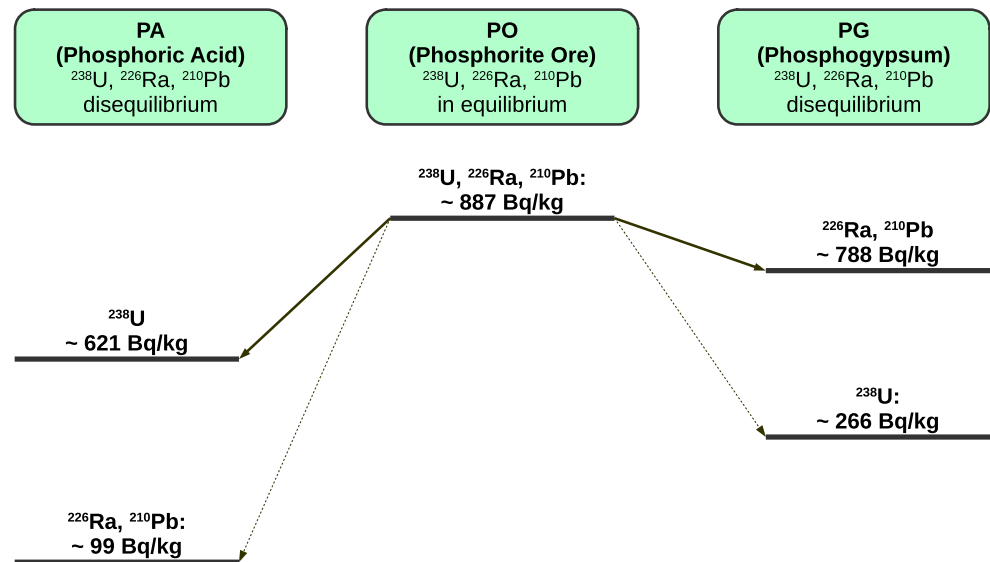 PA
(Phosphoric Acid)
²³⁸U, ²²⁶Ra, ²¹⁰Pb
disequilibrium
PO
(Phosphorite Ore)
²³⁸U, ²²⁶Ra, ²¹⁰Pb
in equilibrium
PG
(Phosphogypsum)
²³⁸U, ²²⁶Ra, ²¹⁰Pb
disequilibrium
²³⁸U, ²²⁶Ra, ²¹⁰Pb:
~ 887 Bq/kg
²²⁶Ra, ²¹⁰Pb
~ 788 Bq/kg
²³⁸U
~ 621 Bq/kg
²³⁸U:
~ 266 Bq/kg
²²⁶Ra, ²¹⁰Pb:
~ 99 Bq/kg